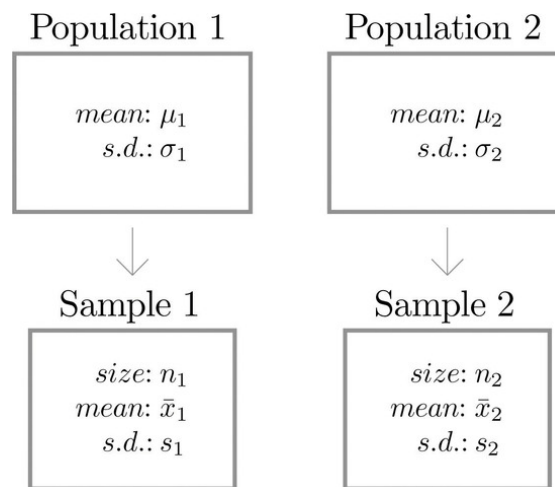 Population 1
mean: μ₁
s.d.: σ₁
Population 2
mean: μ₂
s.d.: σ₂
Sample 1
size: n₁
mean: x̄₁
s.d.: s₁
Sample 2
size: n₂
mean: x̄₂
s.d.: s₂